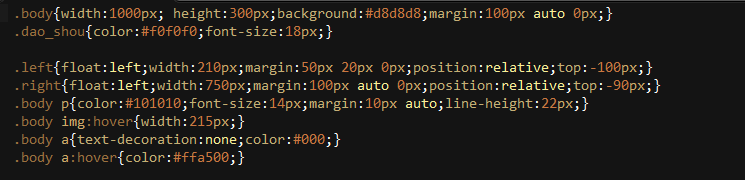 .body{width:1000px; height:300px;background:#d8d8d8;margin:100px auto 0px;}
.dao_shou{color:#f0f0f0;font-size:18px;}
.left{float:left;width:210px;margin:50px 20px 0px;position:relative;top:-100px;}
.right{float:left;width:750px;margin:100px auto 0px;position:relative;top:-90px;}
.body p{color:#101010;font-size:14px;margin:10px auto;line-height:22px;}
.body img:hover{width:215px;}
.body a{text-decoration:none;color:#000;}
.body a:hover{color:#ffa500;}